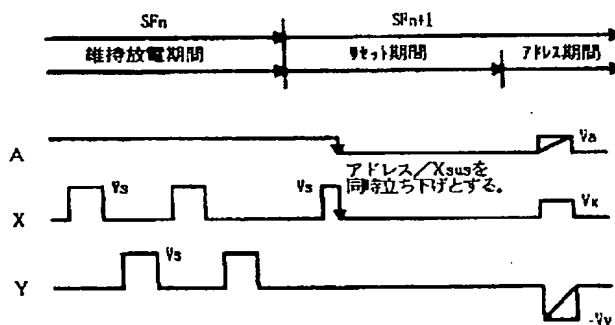 SFn SFn+1
維持放電期間 リセット期間 アドレス期間
A Va
アドレス/Xsusを
同時立ち下げとする。
X Vs Vs Vx
Y Vs -Vy